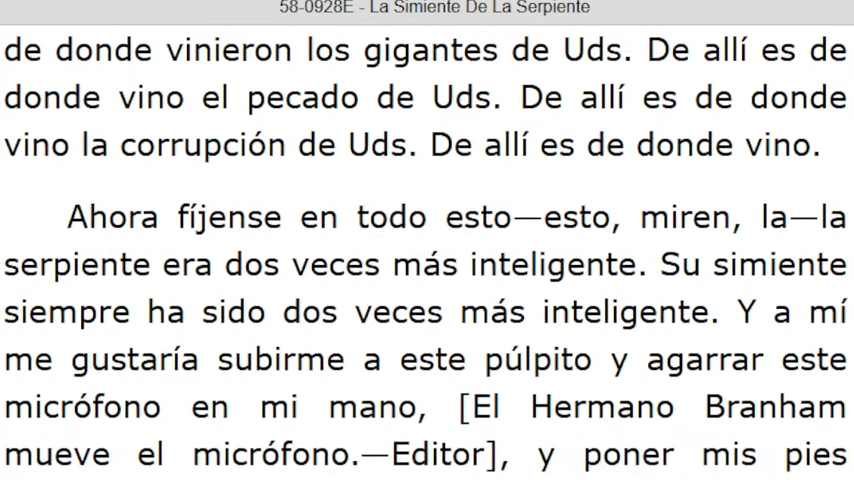 58-0928E - La Simiente De La Serpiente
de donde vinieron los gigantes de Uds. De allí es de
donde vino el pecado de Uds. De allí es de donde
vino la corrupción de Uds. De allí es de donde vino.
Ahora fíjense en todo esto—esto, miren, la—la
serpiente era dos veces más inteligente. Su simiente
siempre ha sido dos veces más inteligente. Y a mí
me gustaría subirme a este púlpito y agarrar este
micrófono en mi mano, [El Hermano Branham
mueve el micrófono.—Editor], y poner mis pies